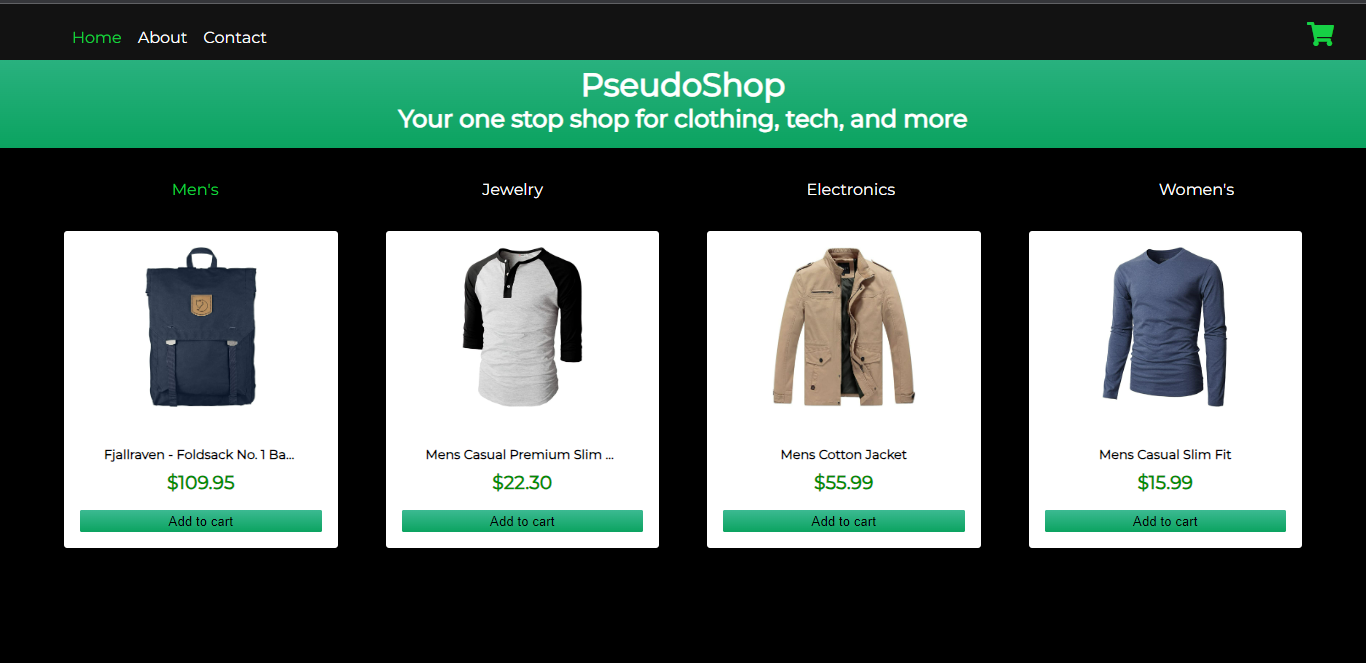 Home About Contact
PseudoShop
Your one stop shop for clothing, tech, and more
Men's Jewelry Electronics Women's
Fjallraven - Foldsack No. 1 Ba... Mens Casual Premium Slim ... Mens Cotton Jacket Mens Casual Slim Fit
$109.95 $22.30 $55.99 $15.99
Add to cart Add to cart Add to cart Add to cart